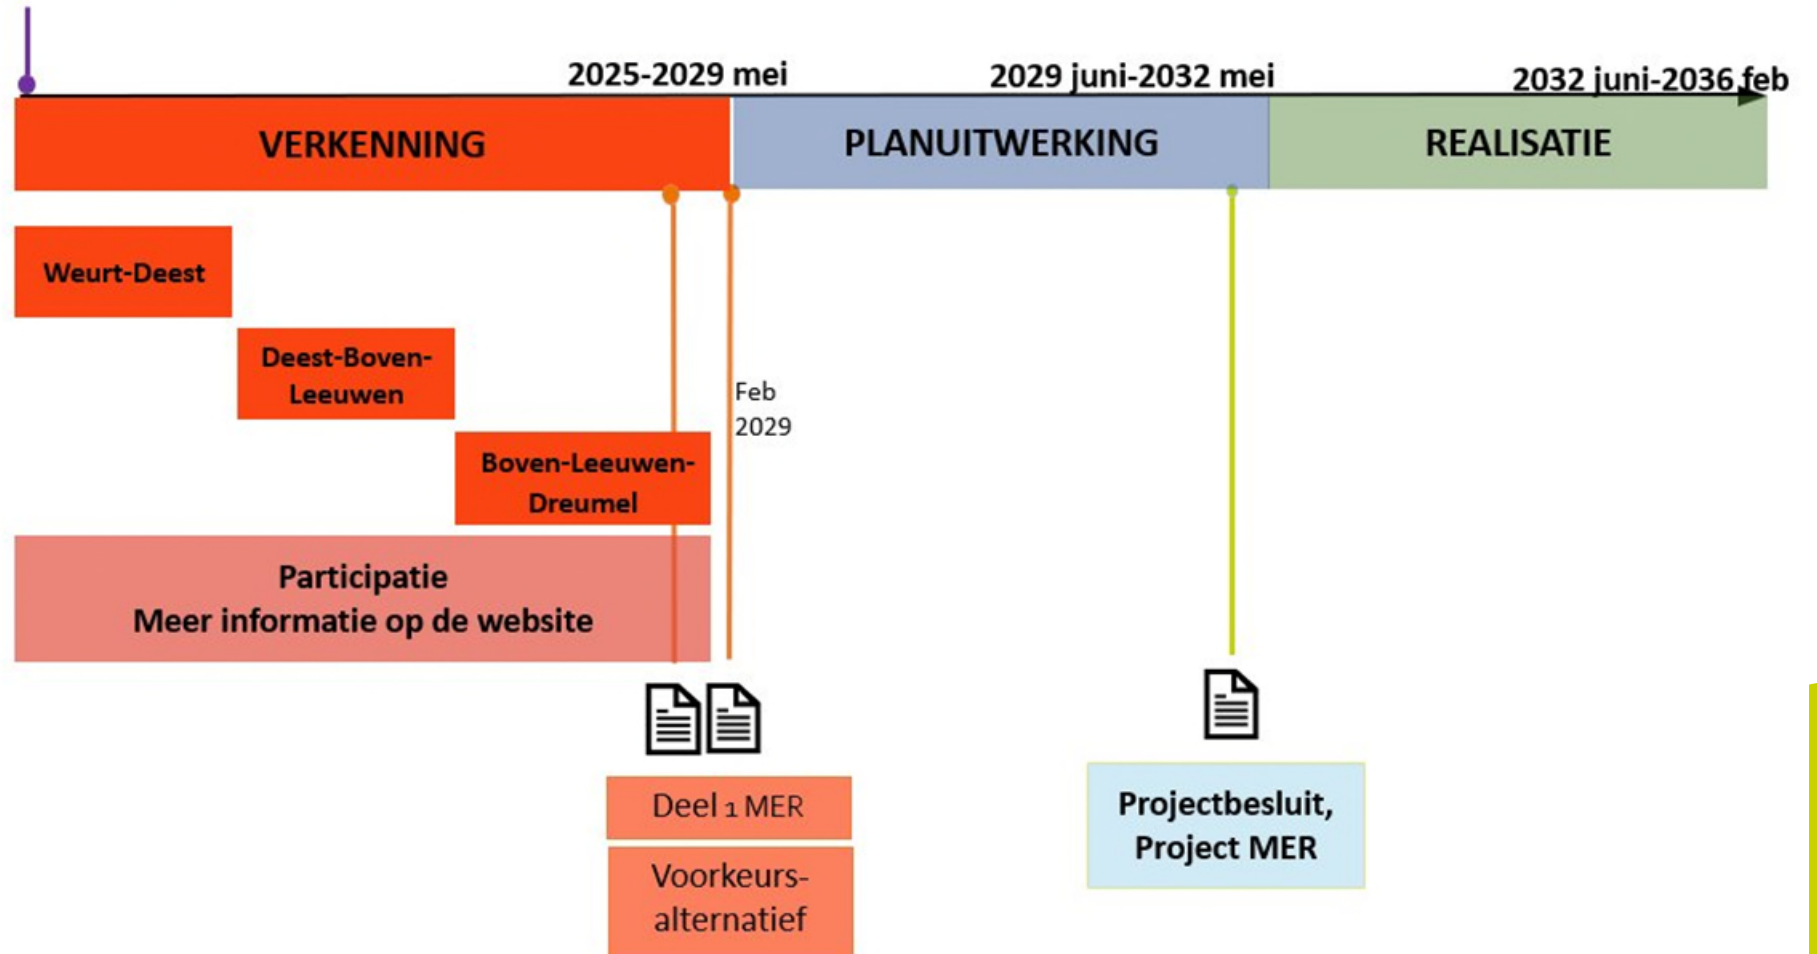 2025-2029 mei
2029 juni-2032 mei
2032 juni-2036 feb
VERKENNING
PLANUITWERKING
REALISATIE
Weurt-Deest
Deest-Boven-
Leeuwen
Feb
2029
Boven-Leeuwen-
Dreumel
Participatie
Meer informatie op de website
Deel 1 MER
Voorkeurs-
alternatief
Projectbesluit,
Project MER